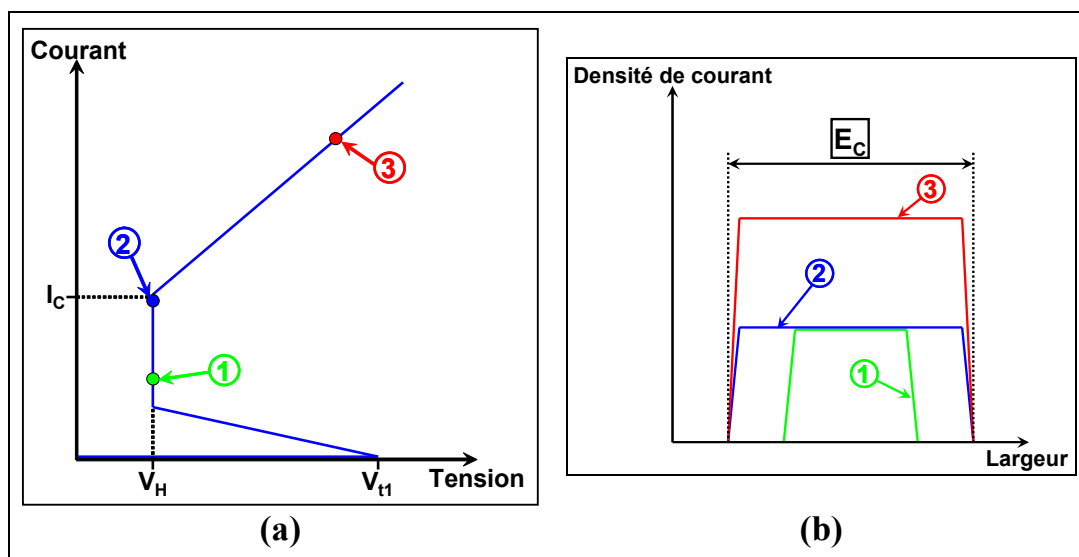 Courant
3
2
I_C
1
V_H
V_t1
Tension
(a)
Densité de courant
E_C
3
2
1
Largeur
(b)